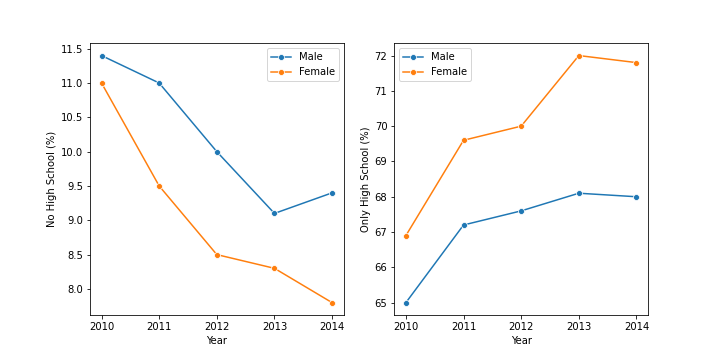 No High School (%)
11.5
11.0
10.5
10.0
9.5
9.0
8.5
8.0
2010 2011 2012 2013 2014
Year
Male
Female
Only High School (%)
72
71
70
69
68
67
66
65
2010 2011 2012 2013 2014
Year
Male
Female